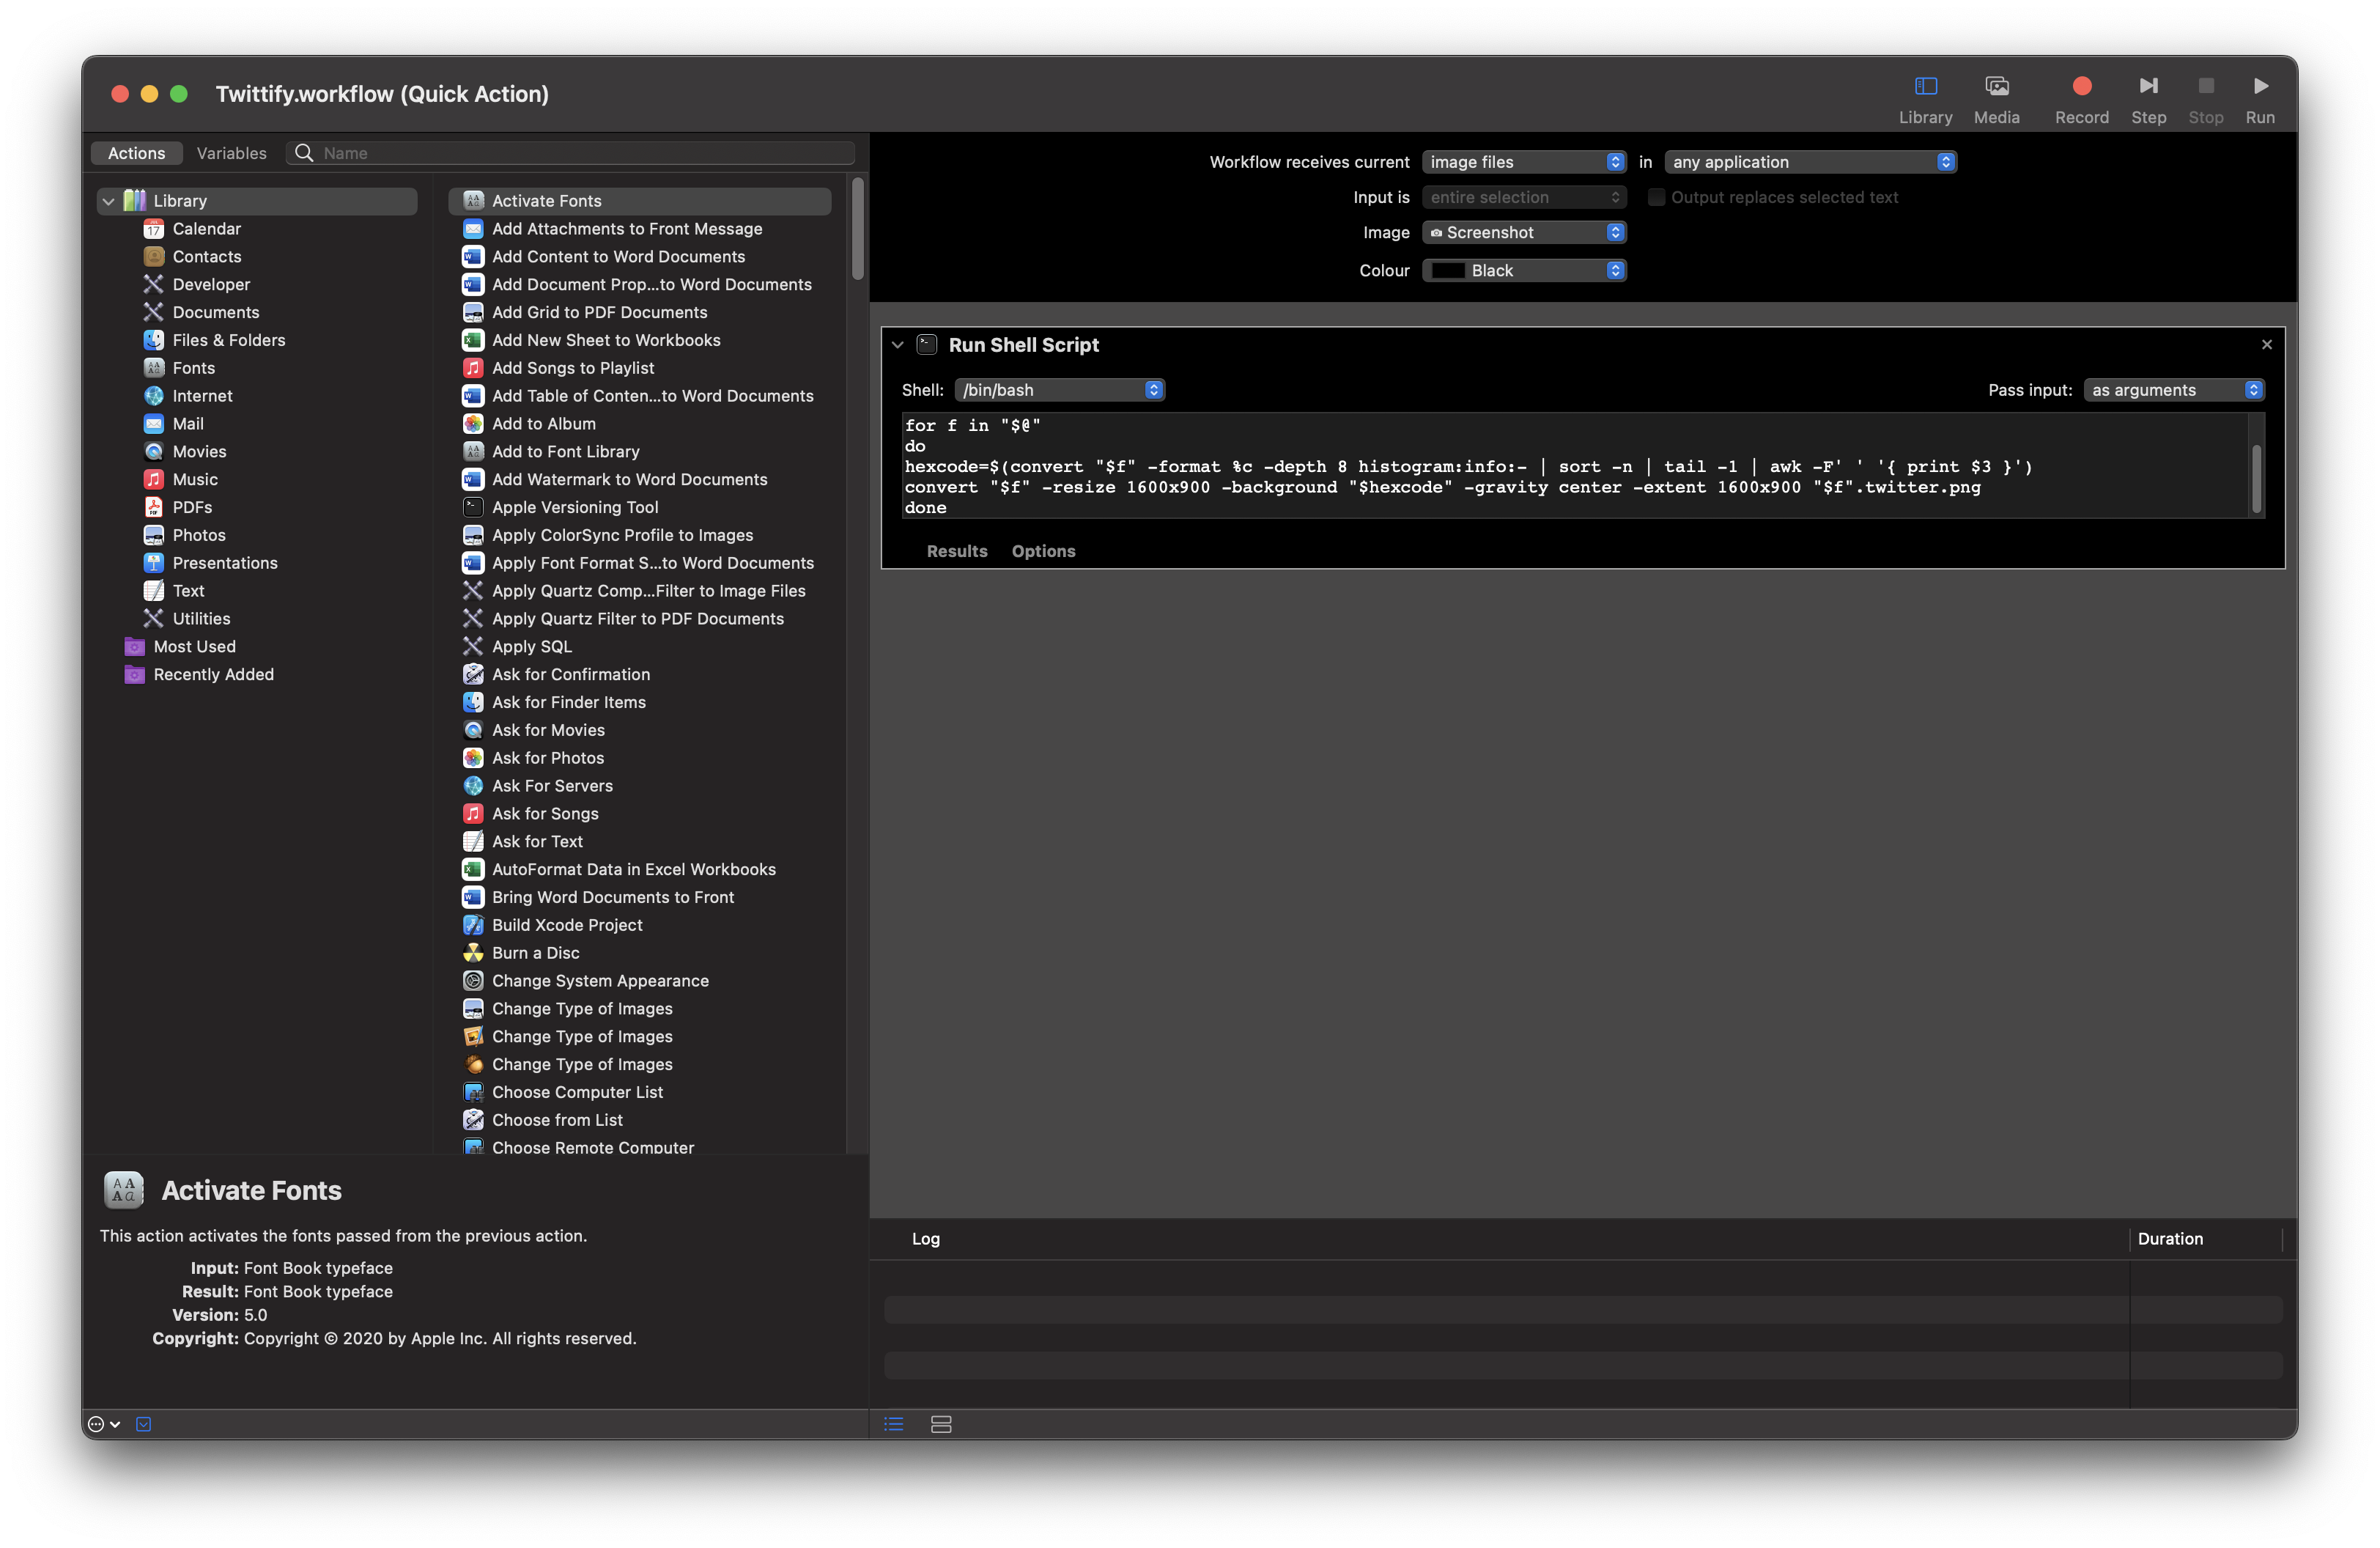 Twittify.workflow (Quick Action)
Library
Media
Record
Step
Stop
Run
Actions
Variables
Name
Library
Calendar
Contacts
Developer
Documents
Files & Folders
Fonts
Internet
Mail
Movies
Music
PDFs
Photos
Presentations
Text
Utilities
Most Used
Recently Added
Activate Fonts
Add Attachments to Front Message
Add Content to Word Documents
Add Document Prop...to Word Documents
Add Grid to PDF Documents
Add New Sheet to Workbooks
Add Songs to Playlist
Add Table of Conten...to Word Documents
Add to Album
Add to Font Library
Add Watermark to Word Documents
Apple Versioning Tool
Apply ColorSync Profile to Images
Apply Font Format S...to Word Documents
Apply Quartz Comp...Filter to Image Files
Apply Quartz Filter to PDF Documents
Apply SQL
Ask for Confirmation
Ask for Finder Items
Ask for Movies
Ask for Photos
Ask For Servers
Ask for Songs
Ask for Text
AutoFormat Data in Excel Workbooks
Bring Word Documents to Front
Build Xcode Project
Burn a Disc
Change System Appearance
Change Type of Images
Change Type of Images
Change Type of Images
Choose Computer List
Choose from List
Choose Remote Computer
Activate Fonts
This action activates the fonts passed from the previous action.
Input: Font Book typeface
Result: Font Book typeface
Version: 5.0
Copyright: Copyright © 2020 by Apple Inc. All rights reserved.
Workflow receives current image files in any application
Input is entire selection Output replaces selected text
Image Screenshot
Colour Black
Run Shell Script
Shell: /bin/bash Pass input: as arguments
for f in "$@"
do
hexcode=$(convert "$f" -format %c -depth 8 histogram:info:- | sort -n | tail -1 | awk -F' ' '{ print $3 }')
convert "$f" -resize 1600x900 -background "$hexcode" -gravity center -extent 1600x900 "$f".twitter.png
done
Results Options
Log Duration